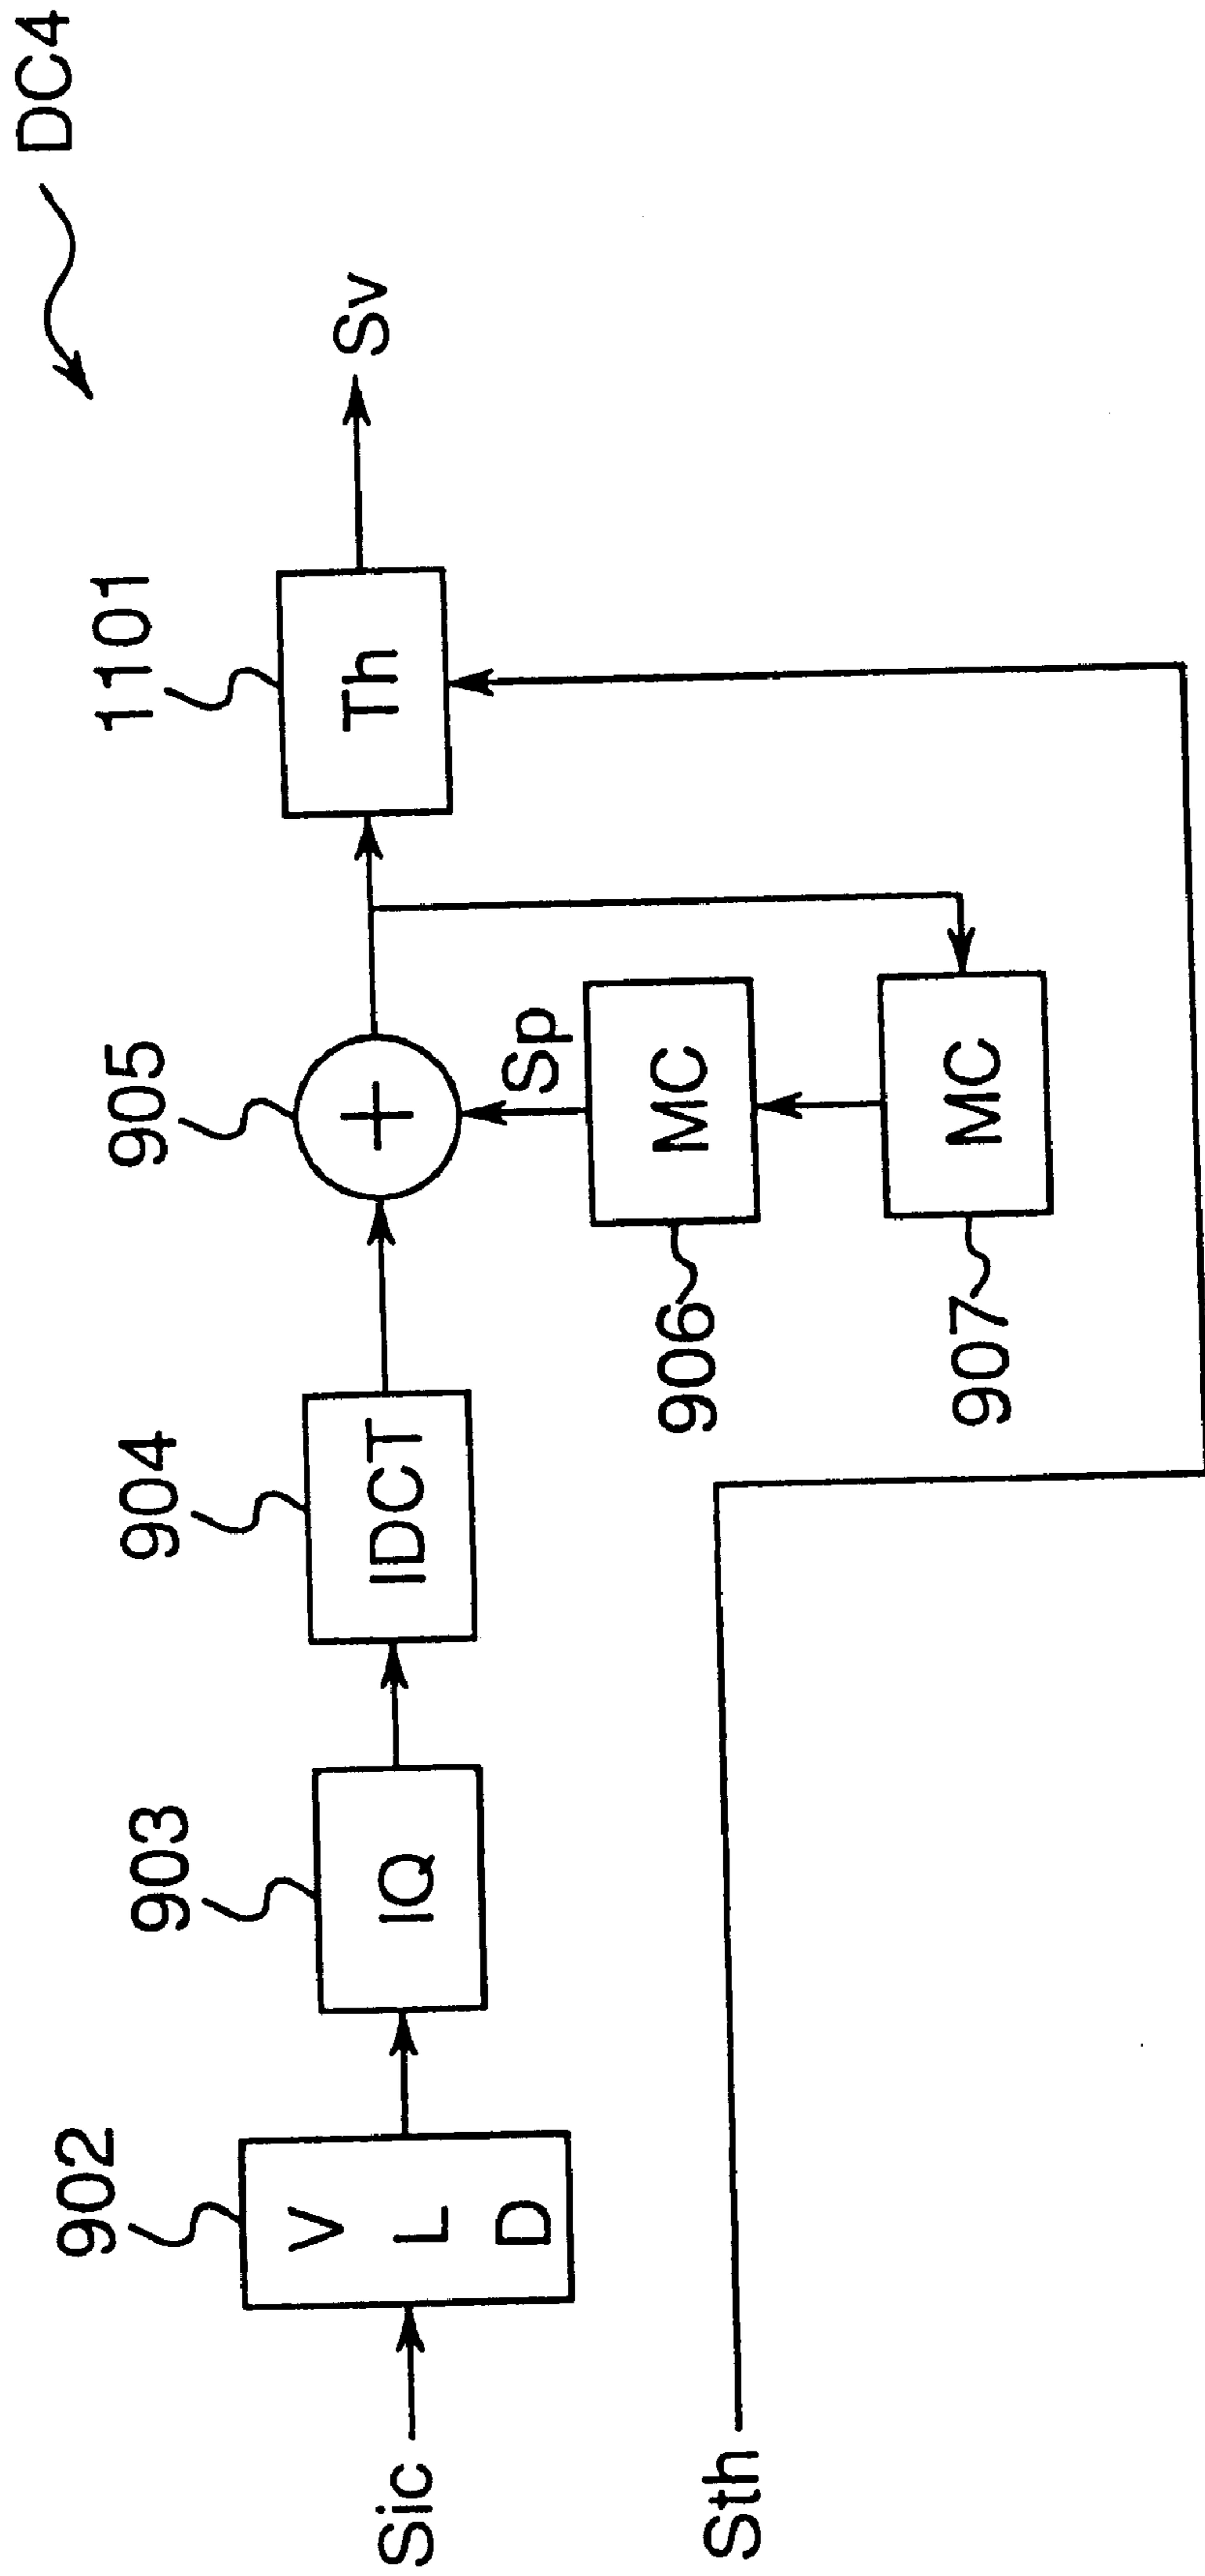 DC4
902
903
904
905
1101
Sic
V
L
D
IQ
IDCT
+
Th
Sv
Sp
906
MC
907
MC
Sth